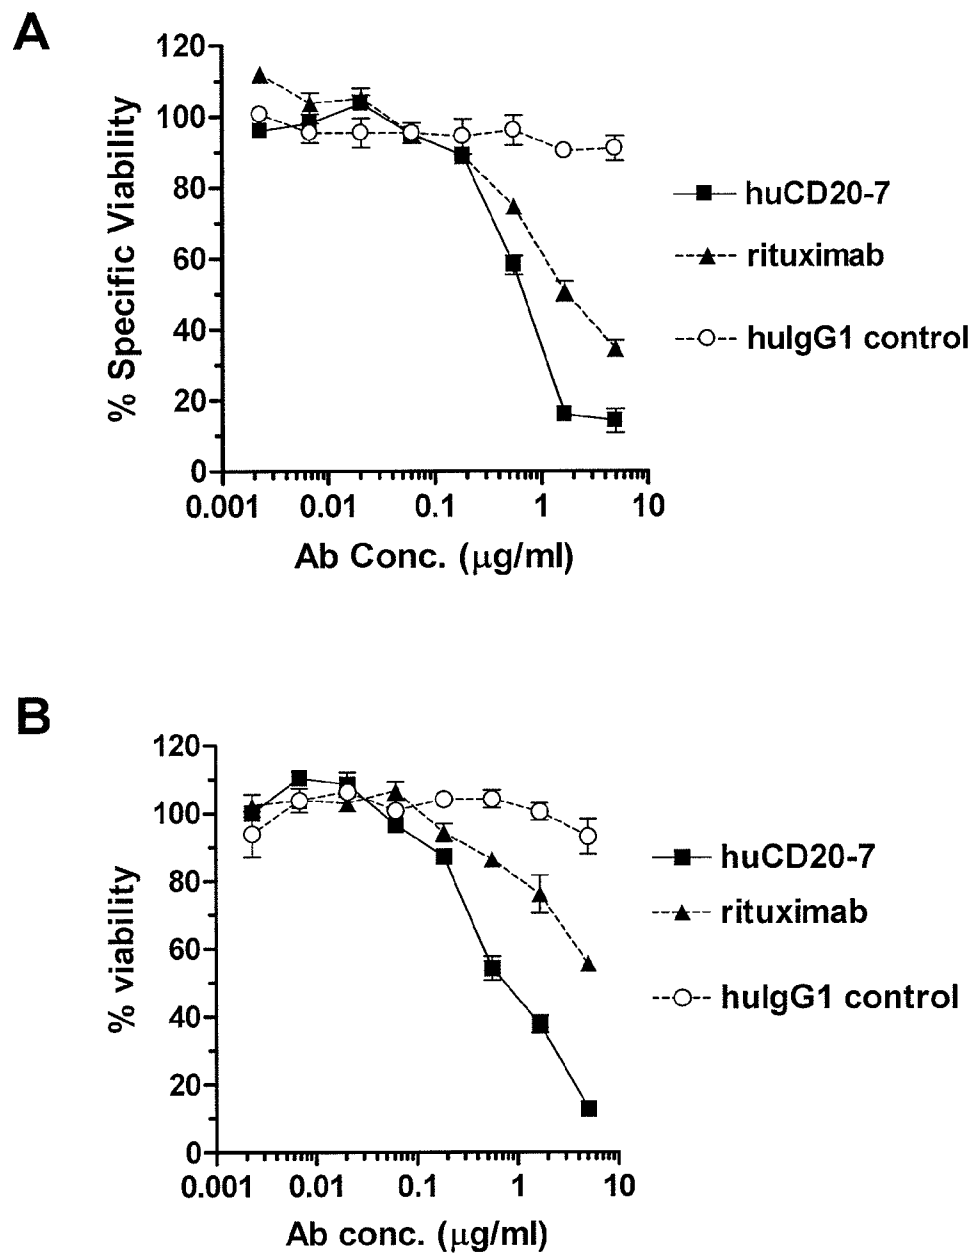 A
120
100
80
60
40
20
0
% Specific Viability
0.001 0.01 0.1 1 10
Ab Conc. (μg/ml)
huCD20-7
rituximab
huIgG1 control
B
120
100
80
60
40
20
0
% viability
0.001 0.01 0.1 1 10
Ab conc. (μg/ml)
huCD20-7
rituximab
huIgG1 control